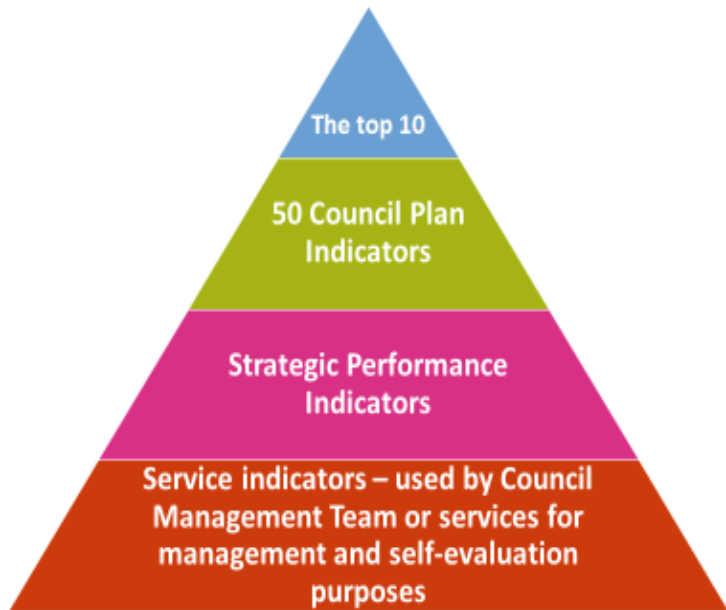 The top 10
50 Council Plan
Indicators
Strategic Performance
Indicators
Service indicators – used by Council
Management Team or services for
management and self-evaluation
purposes